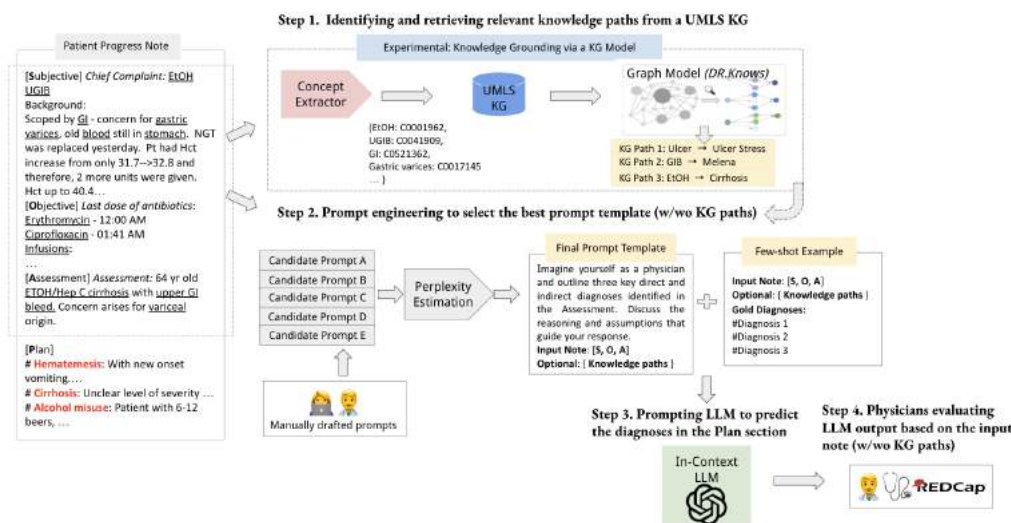 Step 1. Identifying and retrieving relevant knowledge paths from a UMLS KG
Patient Progress Note
[Subjective] Chief Complaint: EtOH
UGIB
Background:
Scoped by GI - concern for gastric
varices, old blood still in stomach. NGT
was replaced yesterday. Pt had Hct
increase from only 31.7-->32.8 and
therefore, 2 more units were given.
Hct up to 40.4...
[Objective] Last dose of antibiotics:
Erythromycin - 12:00 AM
Ciprofloxacin - 01:41 AM
Infusions:
...
[Assessment] Assessment: 64 yr old
ETOH/Hep C cirrhosis with upper GI
bleed. Concern arises for variceal
origin.
[Plan]
# Hematemesis: With new onset
vomiting....
# Cirrhosis: Unclear level of severity ...
# Alcohol misuse: Patient with 6-12
beers, ...
Experimental: Knowledge Grounding via a KG Model
Concept
Extractor
{EtOH: C0001962,
UGIB: C0041909,
GI: C0521362,
Gastric varices: C0017145
... }
UMLS
KG
Graph Model (DR.Knows)
KG Path 1: Ulcer → Ulcer Stress
KG Path 2: GIB → Melena
KG Path 3: EtOH → Cirrhosis
Step 2. Prompt engineering to select the best prompt template (w/wo KG paths)
Candidate Prompt A
Candidate Prompt B
Candidate Prompt C
Candidate Prompt D
Candidate Prompt E
Manually drafted prompts
Perplexity
Estimation
Final Prompt Template
Imagine yourself as a physician
and outline three key direct and
indirect diagnoses identified in
the Assessment. Discuss the
reasoning and assumptions that
guide your response.
Input Note: [S, O, A]
Optional: { Knowledge paths }
Few-shot Example
Input Note: [S, O, A]
Optional: { Knowledge paths }
Gold Diagnoses:
#Diagnosis 1
#Diagnosis 2
#Diagnosis 3
Step 3. Prompting LLM to predict
the diagnoses in the Plan section
In-Context
LLM
Step 4. Physicians evaluating
LLM output based on the input
note (w/wo KG paths)
REDCap